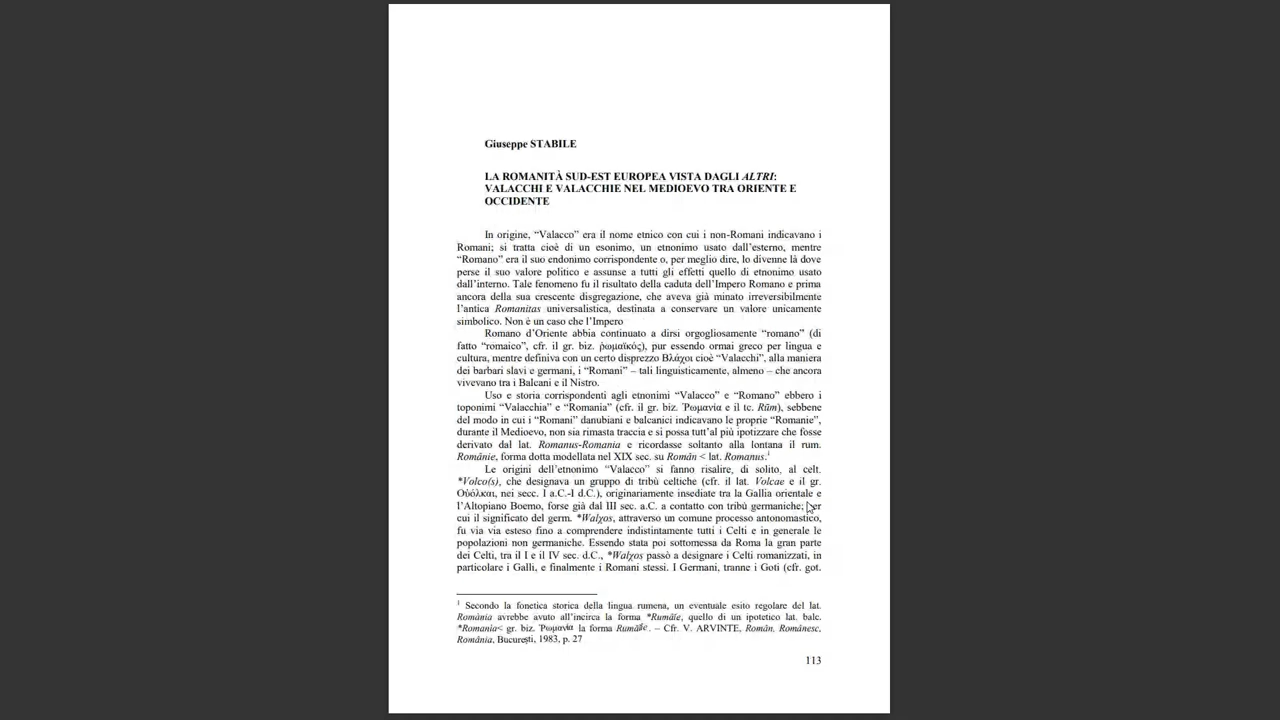 Giuseppe STABILE
LA ROMANITÀ SUD-EST EUROPEA VISTA DAGLI ALTRI:
VALACCHI E VALACCHIE NEL MEDIOEVO TRA ORIENTE E
OCCIDENTE
In origine, “Valacco” era il nome etnico con cui i non-Romani indicavano i
Romani; si tratta cioè di un esonimo, un etnonimo usato dall’esterno, mentre
“Romano” era il suo endonimo corrispondente o, per meglio dire, lo divenne là dove
perse il suo valore politico e assunse a tutti gli effetti quello di etnonimo usato
dall’interno. Tale fenomeno fu il risultato della caduta dell’Impero Romano e prima
ancora della sua crescente disgregazione, che aveva già minato irreversibilmente
l’antica Romanitas universalistica, destinata a conservare un valore unicamente
simbolico. Non è un caso che l’Impero
Romano d’Oriente abbia continuato a dirsi orgogliosamente “romano” (di
fatto “romaico”, cfr. il gr. biz. ῥωμαϊκός), pur essendo ormai greco per lingua e
cultura, mentre definiva con un certo disprezzo Βλάχοι cioè “Valacchi”, alla maniera
dei barbari slavi e germani, i “Romani” – tali linguisticamente, almeno – che ancora
vivevano tra i Balcani e il Nistro.
Uso e storia corrispondenti agli etnonimi “Valacco” e “Romano” ebbero i
toponimi “Valacchia” e “Romania” (cfr. il gr. biz. Ῥωμανία e il tc. Rūm), sebbene
del modo in cui i “Romani” danubiani e balcanici indicavano le proprie “Romanie”,
durante il Medioevo, non sia rimasta traccia e si possa tutt’al più ipotizzare che fosse
derivato dal lat. Romanus-Romania e ricordasse soltanto alla lontana il rum.
Românie, forma dotta modellata nel XIX sec. su Român < lat. Romanus.1
Le origini dell’etnonimo “Valacco” si fanno risalire, di solito, al celt.
*Volco(s), che designava un gruppo di tribù celtiche (cfr. il lat. Volcae e il gr.
Οὐόλκαι, nei secc. I a.C.-I d.C.), originariamente insediate tra la Gallia orientale e
l’Altopiano Boemo, forse già dal III sec. a.C. a contatto con tribù germaniche; per
cui il significato del germ. *Walχos, attraverso un comune processo antonomastico,
fu via via esteso fino a comprendere indistintamente tutti i Celti e in generale le
popolazioni non germaniche. Essendo stata poi sottomessa da Roma la gran parte
dei Celti, tra il I e il IV sec. d.C., *Walχos passò a designare i Celti romanizzati, in
particolare i Galli, e finalmente i Romani stessi. I Germani, tranne i Goti (cfr. got.
1 Secondo la fonetica storica della lingua rumena, un eventuale esito regolare del lat.
Románia avrebbe avuto all’incirca la forma *Rumâîe, quello di un ipotetico lat. balc.
*Romanìa< gr. biz. Ῥωμανία la forma . – Cfr. V. ARVINTE, Român. Românesc,
România, București, 1983, p. 27
113